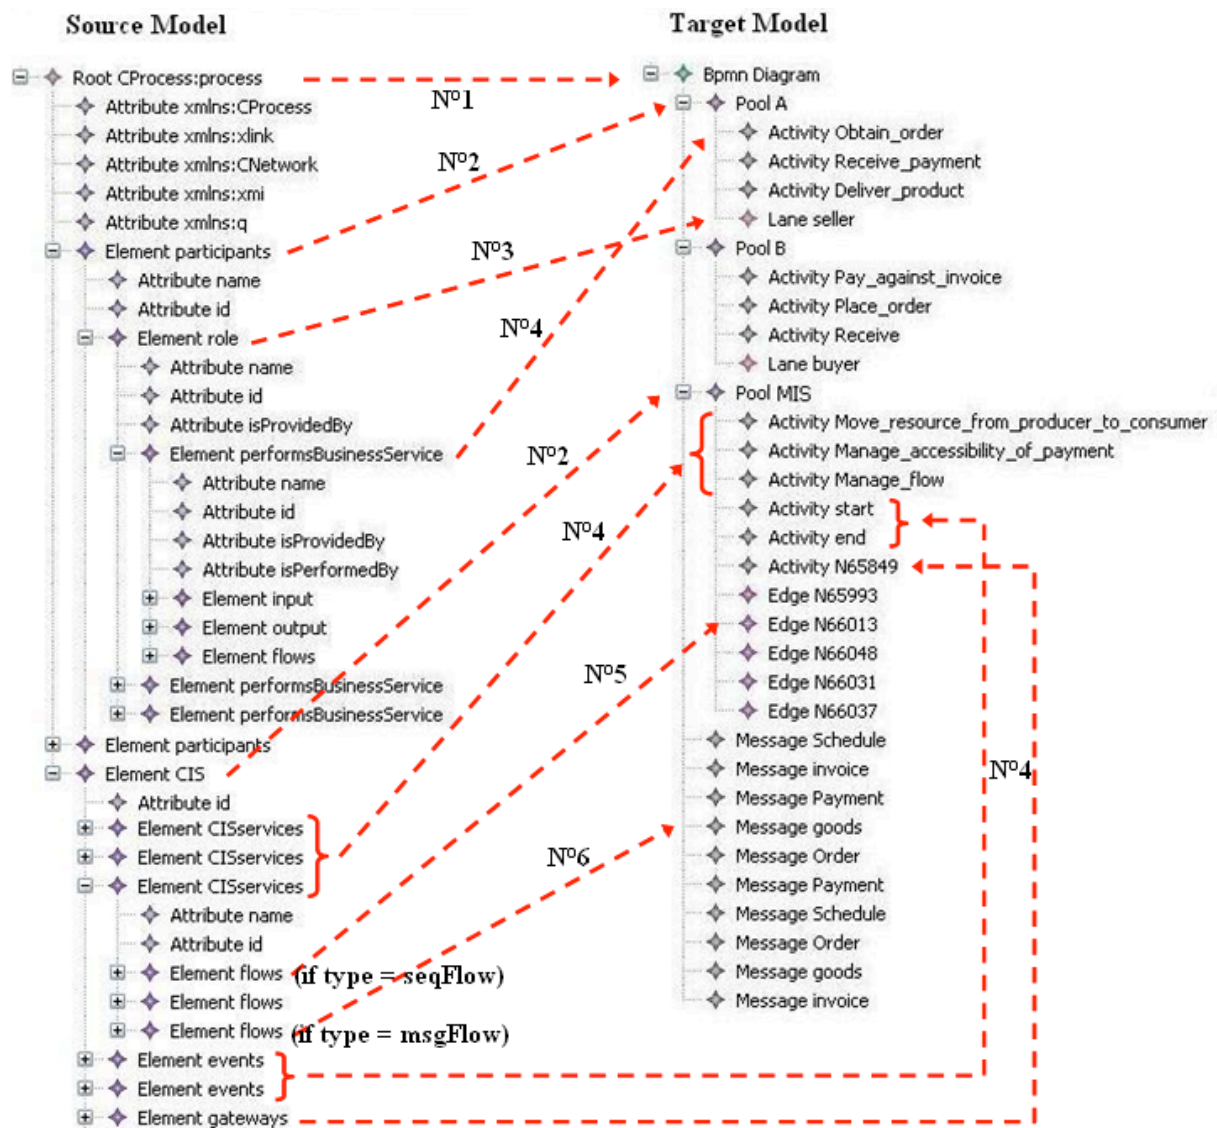 Source Model
Root CProcess:process
Attribute xmlns:CProcess
Attribute xmlns:xlink
Attribute xmlns:CNetwork
Attribute xmlns:xmi
Attribute xmlns:q
Element participants
Attribute name
Attribute id
Element role
Attribute name
Attribute id
Attribute isProvidedBy
Element performsBusinessService
Attribute name
Attribute id
Attribute isProvidedBy
Attribute isPerformedBy
Element input
Element output
Element flows
Element performsBusinessService
Element performsBusinessService
Element participants
Element CIS
Attribute id
Element CISservices
Element CISservices
Element CISservices
Attribute name
Attribute id
Element flows (if type = seqFlow)
Element flows
Element flows (if type = msgFlow)
Element events
Element events
Element gateways
Nº1
Nº2
Nº3
Nº4
Nº2
Nº4
Nº5
Nº6
Nº4
Target Model
Bpmn Diagram
Pool A
Activity Obtain_order
Activity Receive_payment
Activity Deliver_product
Lane seller
Pool B
Activity Pay_against_invoice
Activity Place_order
Activity Receive
Lane buyer
Pool MIS
Activity Move_resource_from_producer_to_consumer
Activity Manage_accessibility_of_payment
Activity Manage_flow
Activity start
Activity end
Activity N65849
Edge N65993
Edge N66013
Edge N66048
Edge N66031
Edge N66037
Message Schedule
Message invoice
Message Payment
Message goods
Message Order
Message Payment
Message Schedule
Message Order
Message goods
Message invoice